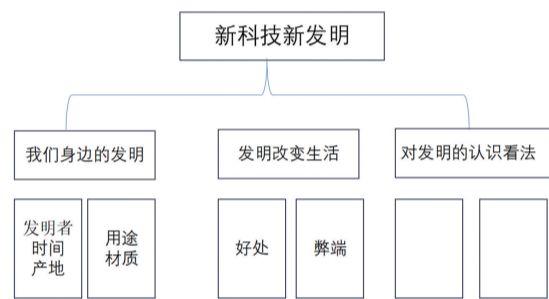 新科技新发明
我们身边的发明
发明改变生活
对发明的认识看法
发明者
时间
产地
用途
材质
好处
弊端